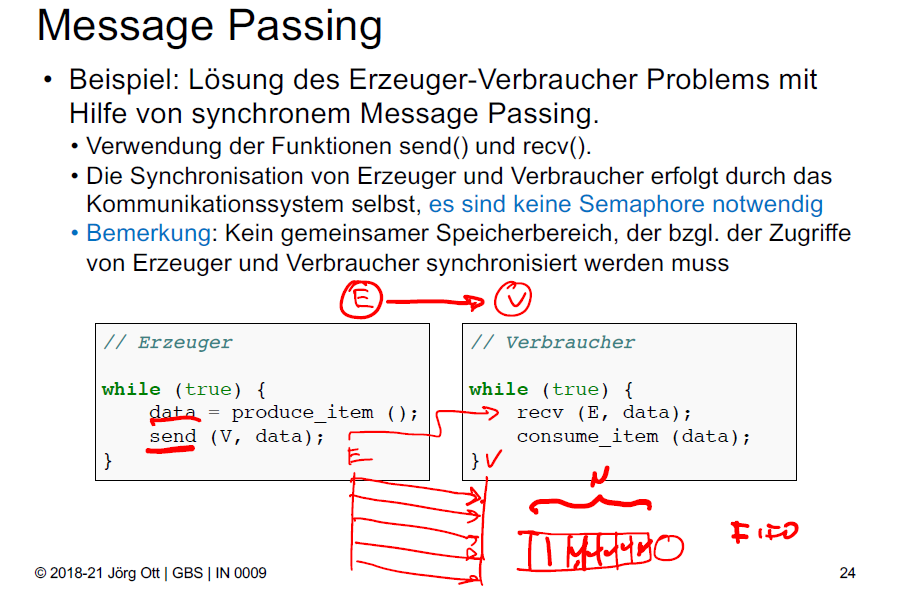 Message Passing
• Beispiel: Lösung des Erzeuger-Verbraucher Problems mit
Hilfe von synchronem Message Passing.
• Verwendung der Funktionen send() und recv().
• Die Synchronisation von Erzeuger und Verbraucher erfolgt durch das
Kommunikationssystem selbst, es sind keine Semaphore notwendig
• Bemerkung: Kein gemeinsamer Speicherbereich, der bzgl. der Zugriffe
von Erzeuger und Verbraucher synchronisiert werden muss
E V
// Erzeuger
while (true) {
data = produce_item ();
send (V, data);
}
// Verbraucher
while (true) {
recv (E, data);
consume_item (data);
}
E V
N
FIFO
© 2018-21 Jörg Ott | GBS | IN 0009
24